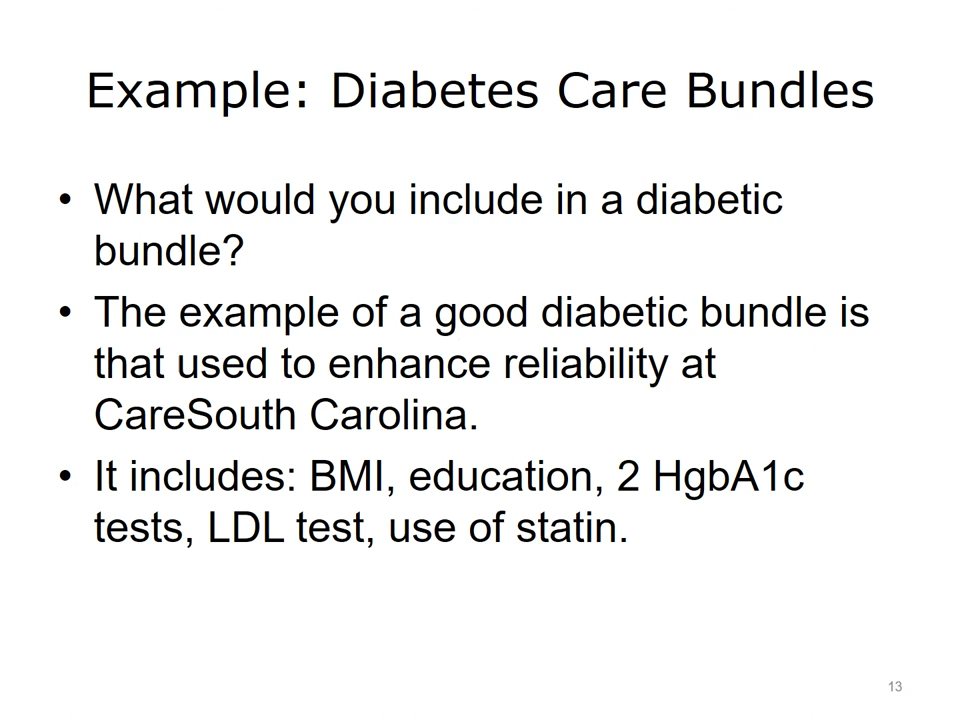 Example: Diabetes Care Bundles
• What would you include in a diabetic
bundle?
• The example of a good diabetic bundle is
that used to enhance reliability at
CareSouth Carolina.
• It includes: BMI, education, 2 HgbA1c
tests, LDL test, use of statin.
13